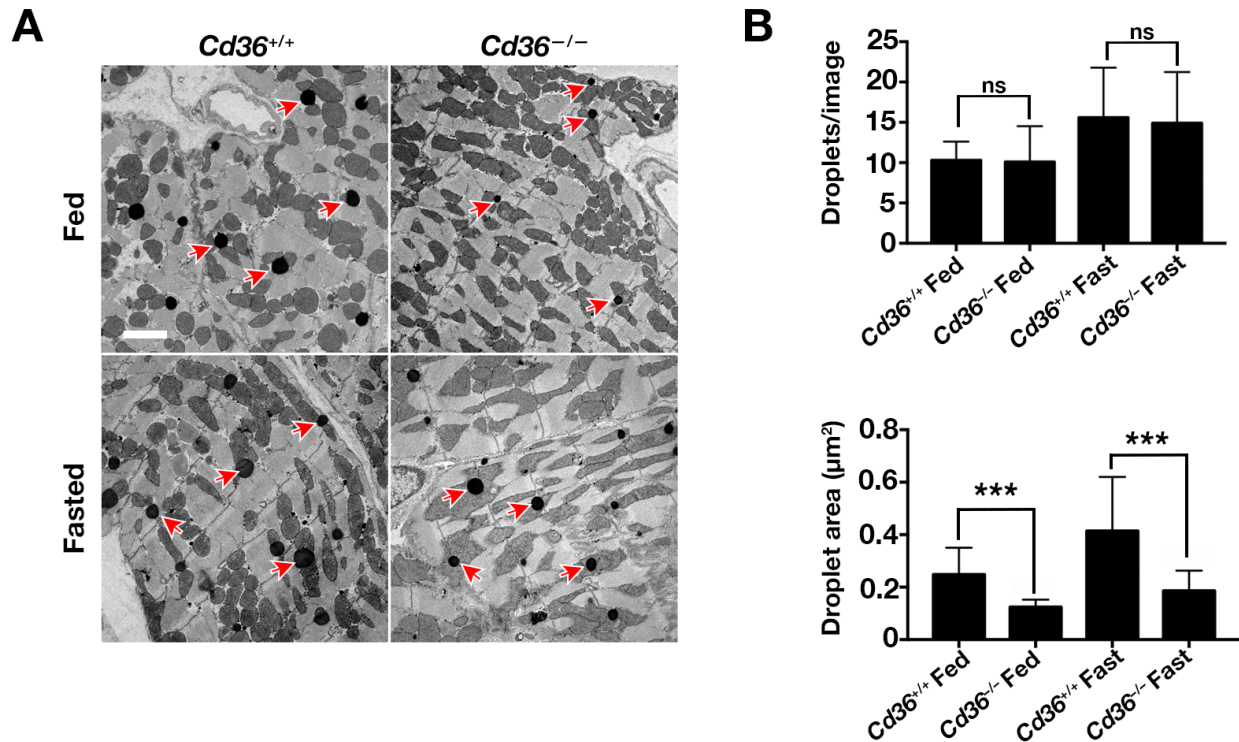 A
Cd36+/+
Cd36−/−
Fed
Fasted
B
Droplets/image
25
20
15
10
5
0
ns
ns
Cd36+/+ Fed
Cd36−/− Fed
Cd36+/+ Fast
Cd36−/− Fast
Droplet area (μm²)
0.8
0.6
0.4
0.2
0
***
***
Cd36+/+ Fed
Cd36−/− Fed
Cd36+/+ Fast
Cd36−/− Fast